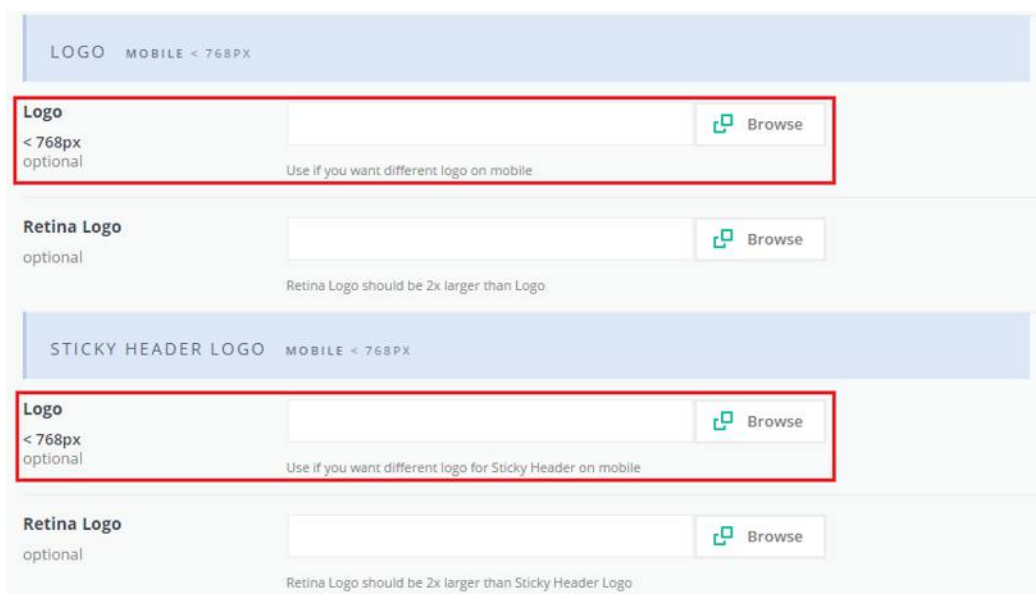 LOGO MOBILE < 768PX
Logo
< 768px
optional
Browse
Use if you want different logo on mobile
Retina Logo
optional
Browse
Retina Logo should be 2x larger than Logo
STICKY HEADER LOGO MOBILE < 768PX
Logo
< 768px
optional
Browse
Use if you want different logo for Sticky Header on mobile
Retina Logo
optional
Browse
Retina Logo should be 2x larger than Sticky Header Logo